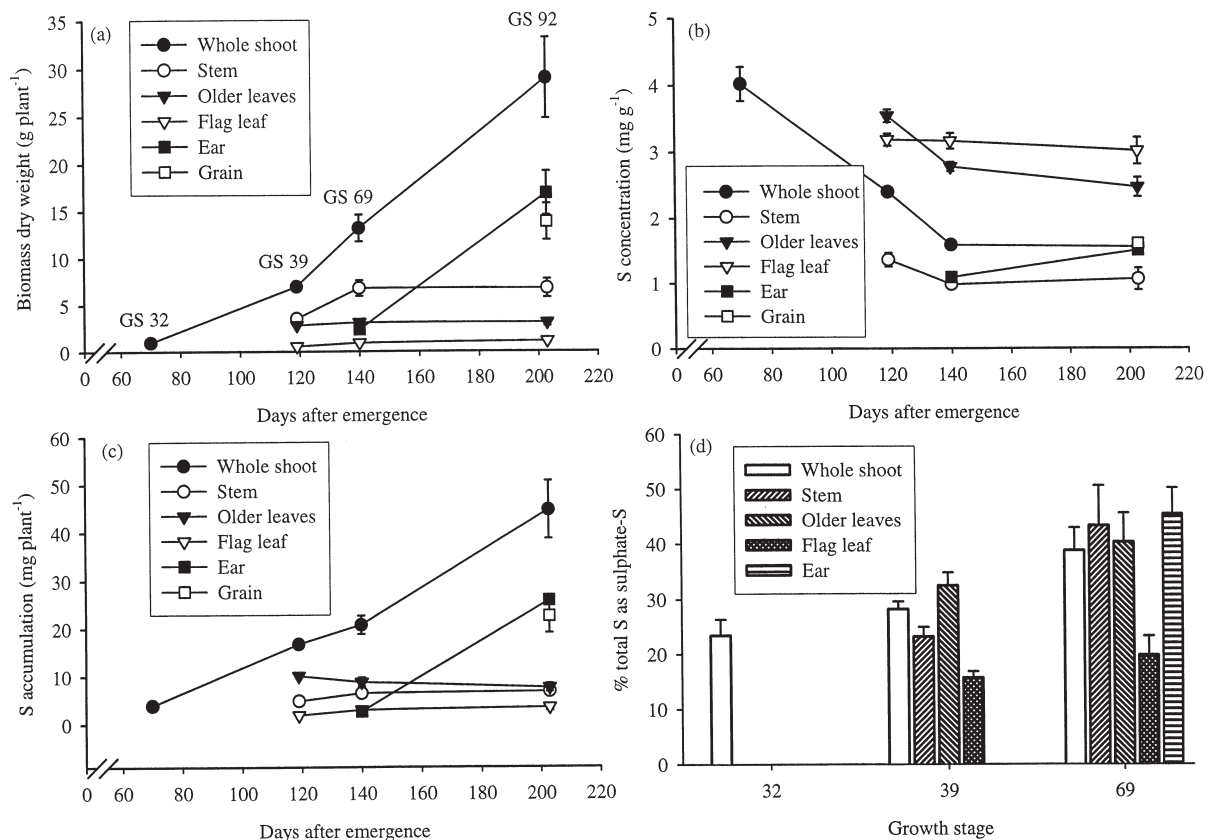 (a)
GS 92
GS 69
GS 39
GS 32
Whole shoot
Stem
Older leaves
Flag leaf
Ear
Grain
35
30
25
20
15
10
5
0
Biomass dry weight (g plant⁻¹)
0 60 80 100 120 140 160 180 200 220
Days after emergence
(b)
Whole shoot
Stem
Older leaves
Flag leaf
Ear
Grain
5
4
3
2
1
0
S concentration (mg g⁻¹)
0 60 80 100 120 140 160 180 200 220
Days after emergence
(c)
Whole shoot
Stem
Older leaves
Flag leaf
Ear
Grain
60
50
40
30
20
10
0
S accumulation (mg plant⁻¹)
0 60 80 100 120 140 160 180 200 220
Days after emergence
(d)
Whole shoot
Stem
Older leaves
Flag leaf
Ear
60
50
40
30
20
10
0
% total S as sulphate-S
32 39 69
Growth stage